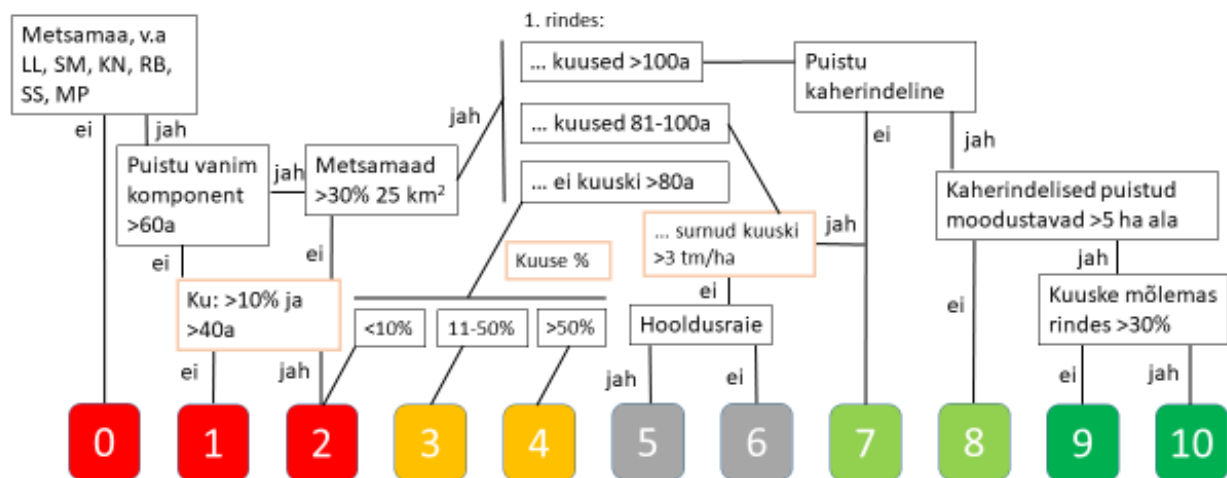 Metsamaa, v.a
LL, SM, KN, RB,
SS, MP
ei
jah
Puistu vanim
komponent
>60a
jah
ei
Metsamaad
>30% 25 km²
jah
ei
Ku: >10% ja
>40a
ei
jah
1. rindes:
... kuused >100a
... kuused 81-100a
... ei kuuski >80a
Kuuse %
<10%
11-50%
>50%
... surnud kuuski
>3 tm/ha
jah
ei
Hooldusraie
jah
ei
Puistu
kaherindeline
ei
jah
Kaherindelised puistud
moodustavad >5 ha ala
ei
jah
Kuuske mõlemas
rindes >30%
ei
jah
0
1
2
3
4
5
6
7
8
9
10